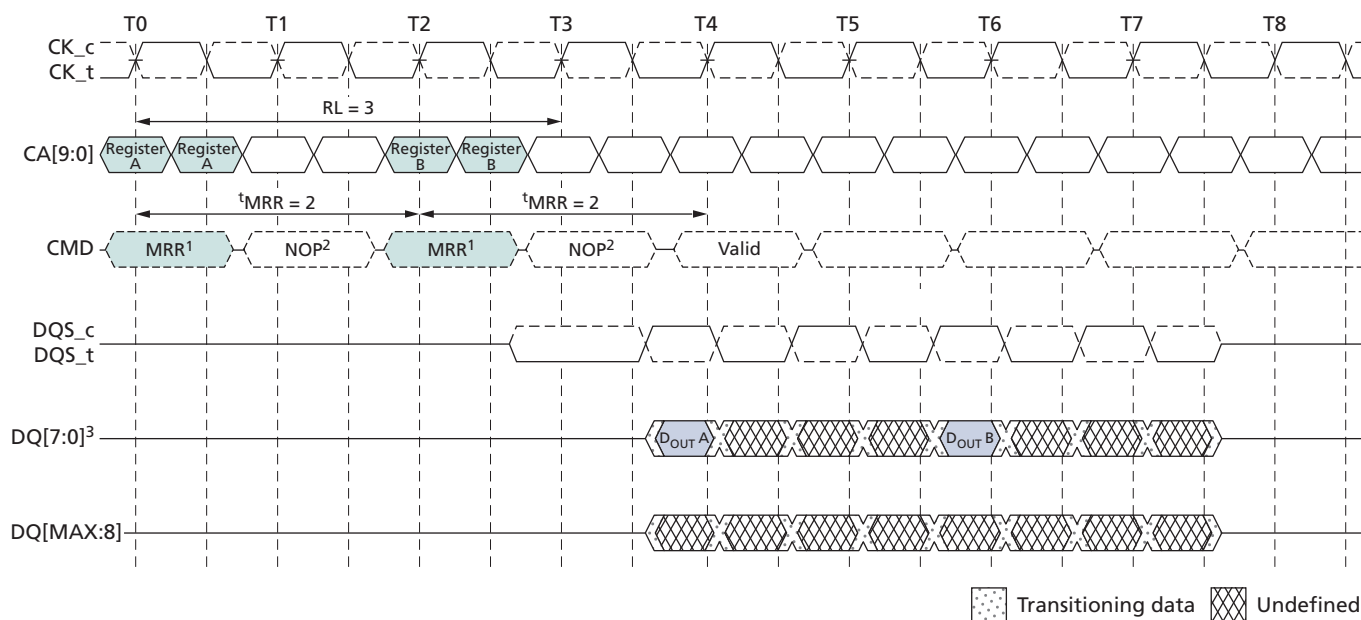 T0 T1 T2 T3 T4 T5 T6 T7 T8
CK_c
CK_t
RL = 3
CA[9:0]
Register A
Register A
Register B
Register B
tMRR = 2
tMRR = 2
CMD
MRR1
NOP2
MRR1
NOP2
Valid
DQS_c
DQS_t
DQ[7:0]3
DOUT A
DOUT B
DQ[MAX:8]
Transitioning data
Undefined